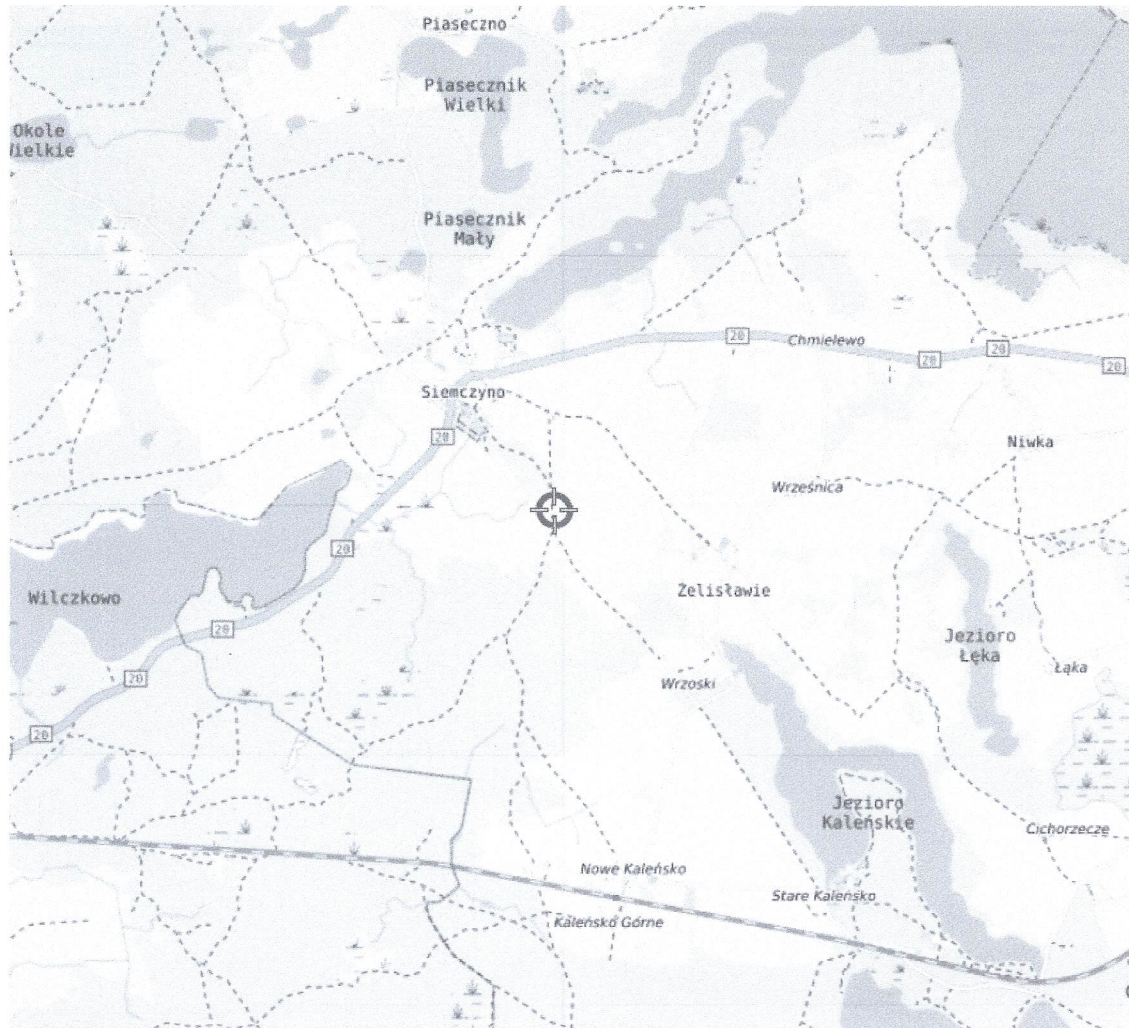 Piaseczno
Piasecznik
Wielki
Okole
Wielkie
Piasecznik
Mały
20
Chmielewo
20
20
20
Siemczyno
20
Niwka
Wrześnica
20
Wilczkowo
Żelisławie
20
Jezioro
Łęka
Łąka
Wrzoski
20
20
Jezioro
Kaleńskie
Cichorzecze
Nowe Kaleńsko
Stare Kaleńsko
Kaleńsko Górne